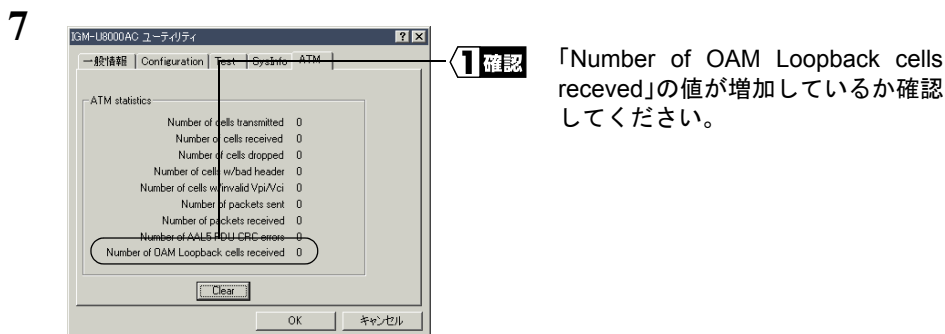 7
IGM-U8000AC ユーティリティ
一般情報 Configuration Test SysInfo ATM
1 確認
「Number of OAM Loopback cells
receved」の値が増加しているか確認
してください。
ATM statistics
Number of cells transmitted 0
Number of cells received 0
Number of cells dropped 0
Number of cells w/bad header 0
Number of cells w/invalid Vpi/Vci 0
Number of packets sent 0
Number of packets received 0
Number of AAL5 PDU CRC errors 0
Number of OAM Loopback cells received 0
Clear
OK キャンセル